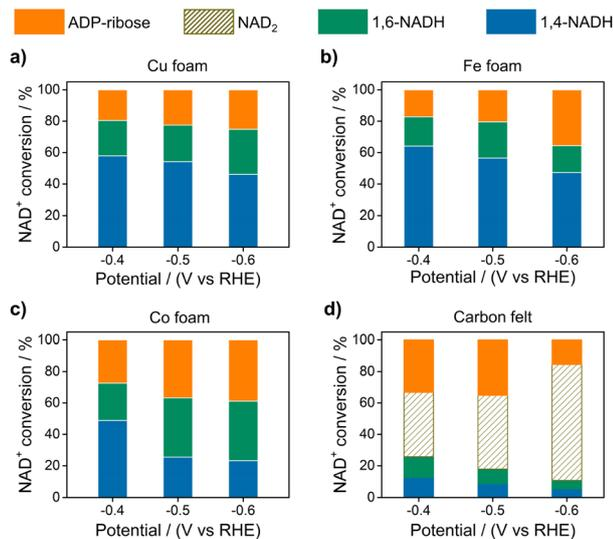 ADP-ribose NAD₂ 1,6-NADH 1,4-NADH
a) Cu foam
NAD⁺ conversion / %
100
80
60
40
20
0
-0.4 -0.5 -0.6
Potential / (V vs RHE)
b) Fe foam
NAD⁺ conversion / %
100
80
60
40
20
0
-0.4 -0.5 -0.6
Potential / (V vs RHE)
c) Co foam
NAD⁺ conversion / %
100
80
60
40
20
0
-0.4 -0.5 -0.6
Potential / (V vs RHE)
d) Carbon felt
NAD⁺ conversion / %
100
80
60
40
20
0
-0.4 -0.5 -0.6
Potential / (V vs RHE)